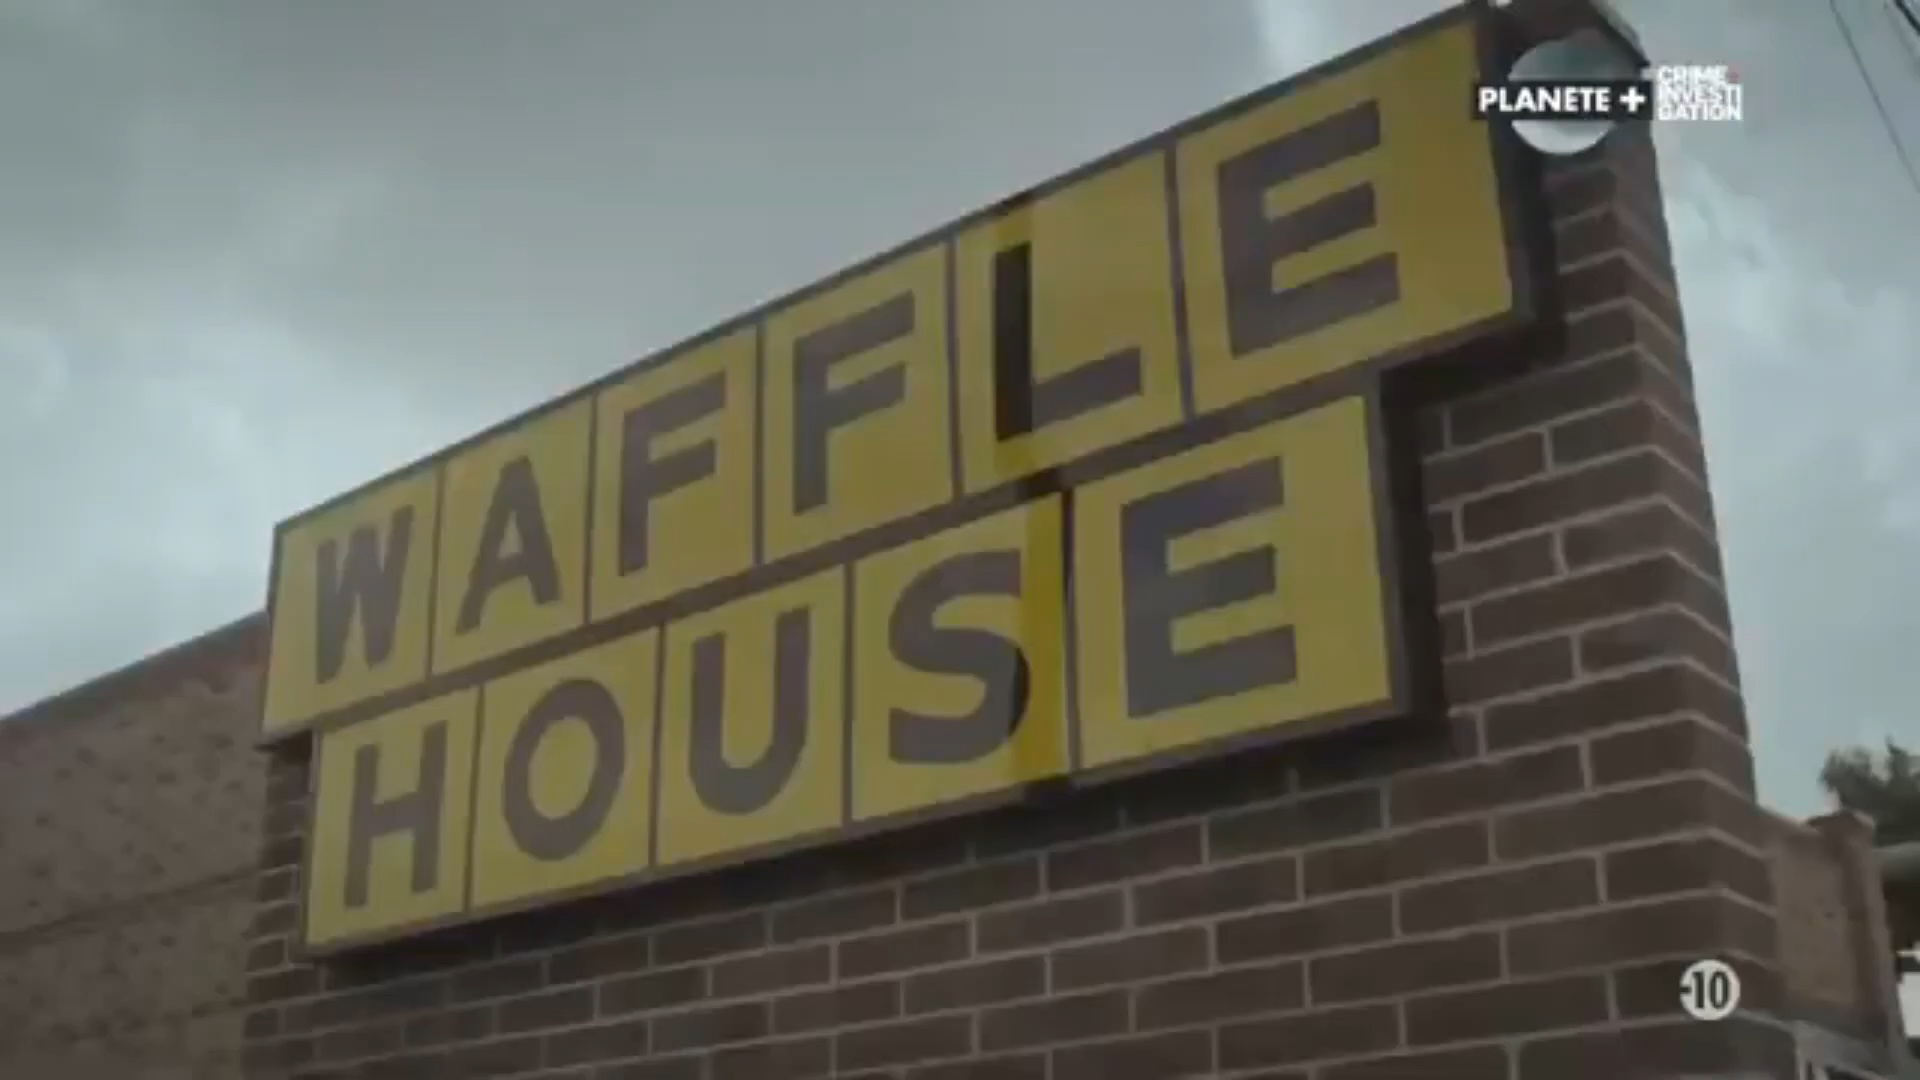 PLANETE +
CRIME
INVESTI
GATION
WAFFLE
HOUSE
-10